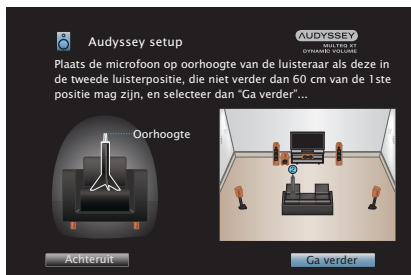 Audyssey setup
AUDYSSEY
MULTEQ XT
DYNAMIC VOLUME
Plaats de microfoon op oorhoogte van de luisteraar als deze in
de tweede luisterpositie, die niet verder dan 60 cm van de 1ste
positie mag zijn, en selecteer dan “Ga verder”...
Oorhoogte
Achteruit
Ga verder